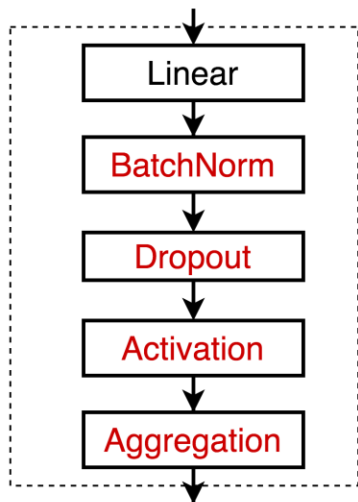 Linear
BatchNorm
Dropout
Activation
Aggregation